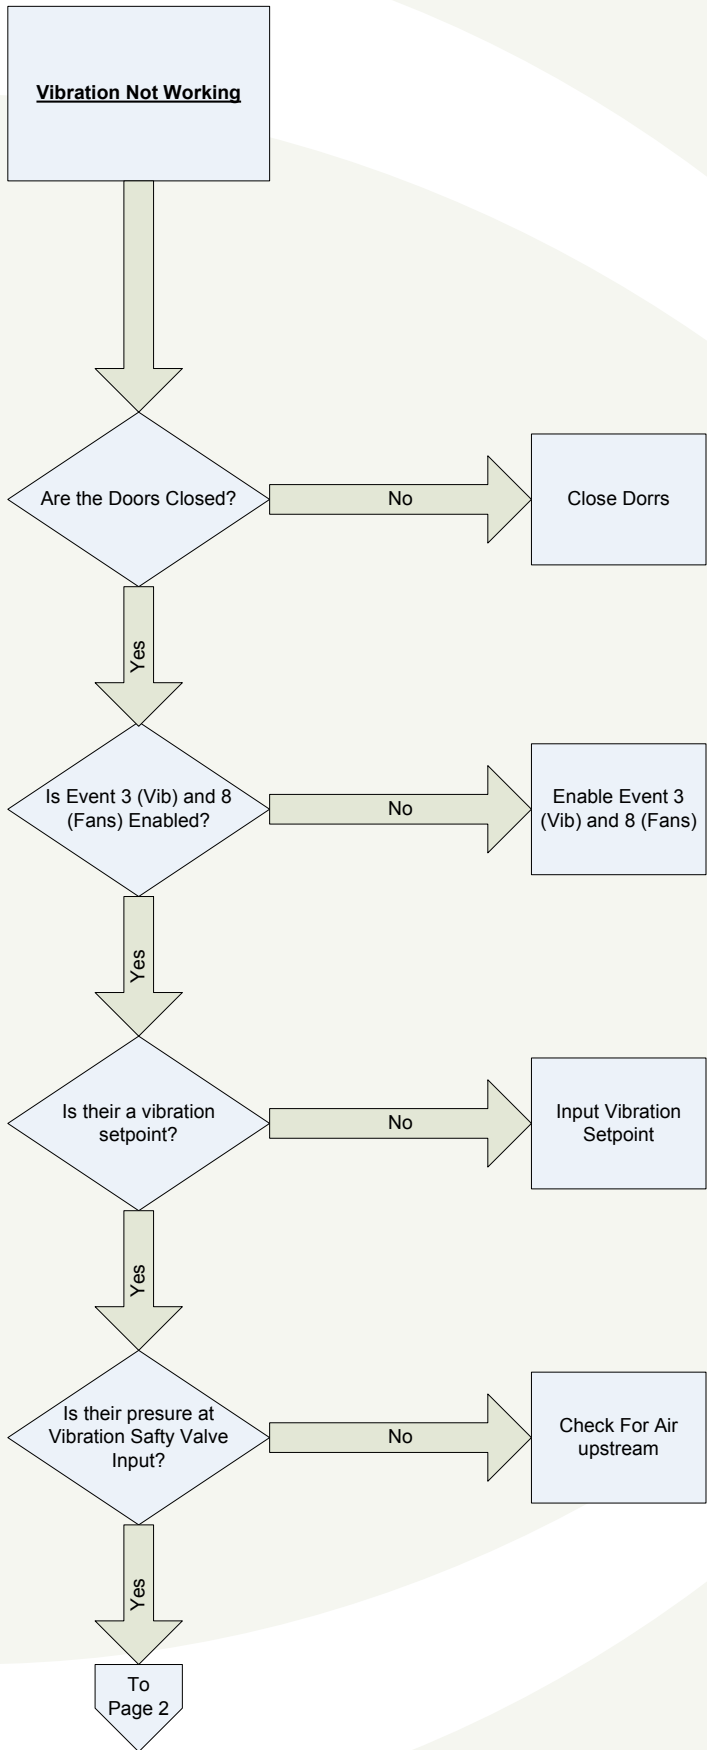 Vibration Not Working
Are the Doors Closed?
No
Close Dorrs
Yes
Is Event 3 (Vib) and 8
(Fans) Enabled?
No
Enable Event 3
(Vib) and 8 (Fans)
Yes
Is their a vibration
setpoint?
No
Input Vibration
Setpoint
Yes
Is their presure at
Vibration Safty Valve
Input?
No
Check For Air
upstream
Yes
To
Page 2